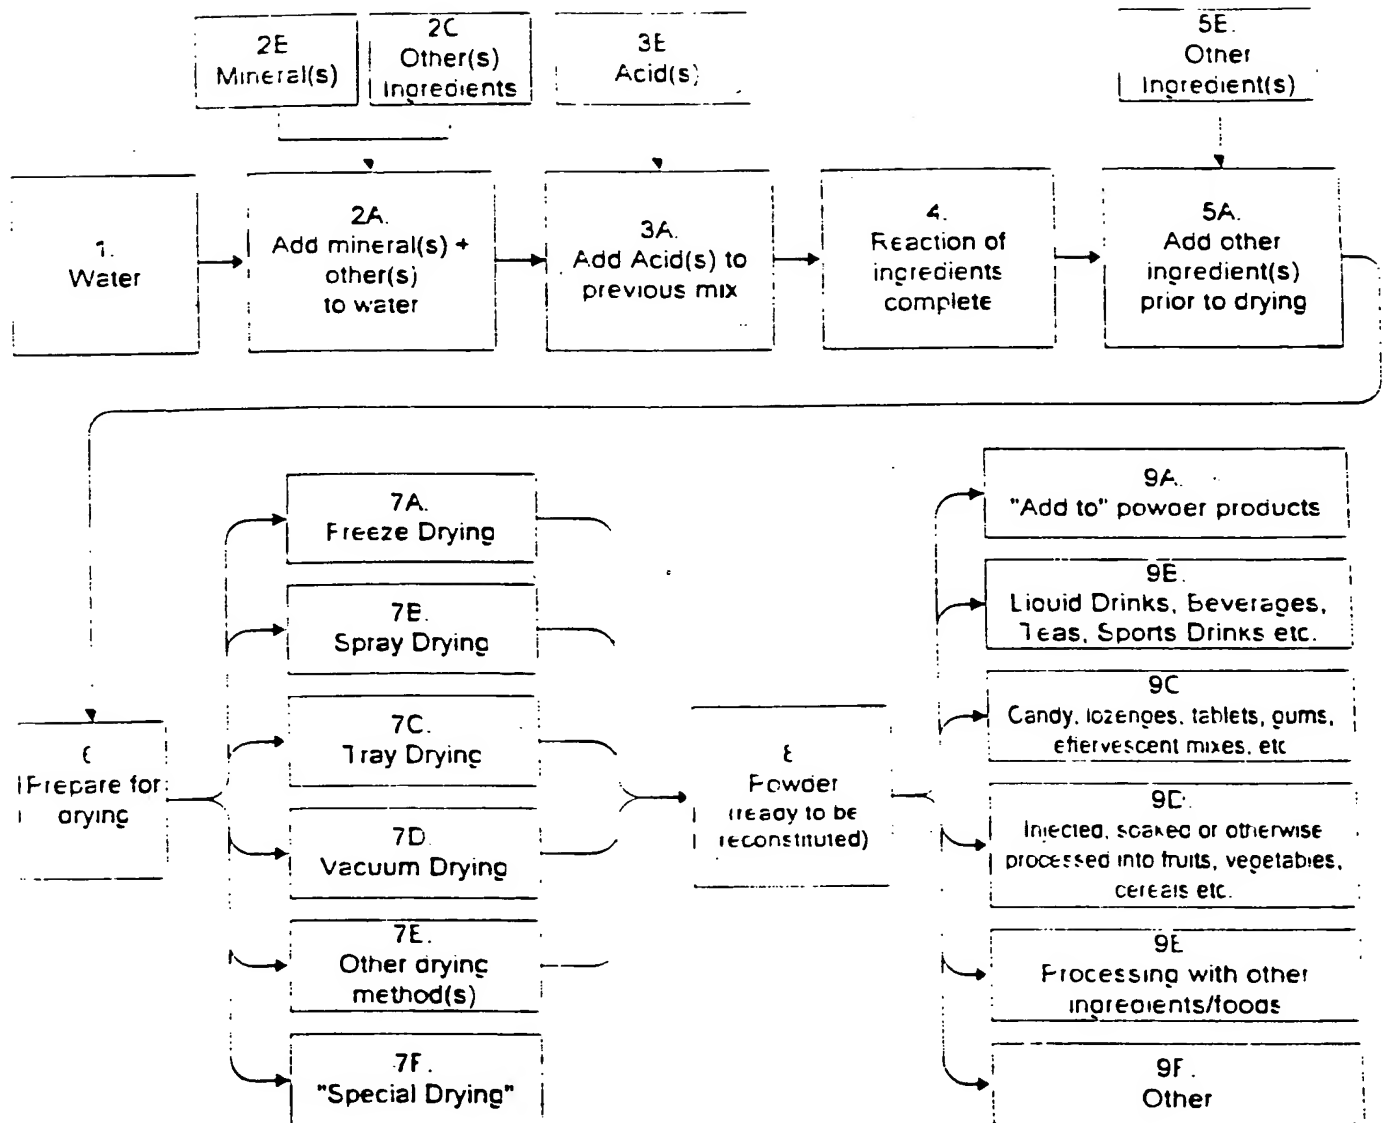 2E
Mineral(s)
2C
Other(s)
Ingredients
3E
Acid(s)
5E.
Other
Ingredient(s)
1.
Water
2A.
Add mineral(s) +
other(s)
to water
3A.
Add Acid(s) to
previous mix
4.
Reaction of
ingredients
complete
5A.
Add other
ingredient(s)
prior to drying
6
Prepare for
drying
7A.
Freeze Drying
7B.
Spray Drying
7C.
Tray Drying
7D.
Vacuum Drying
7E.
Other drying
method(s)
7F.
"Special Drying"
8
Powder
(ready to be
reconstituted)
9A.
"Add to" powder products
9B.
Liquid Drinks, Beverages,
Teas, Sports Drinks etc.
9C
Candy, lozenges, tablets, gums,
effervescent mixes, etc
9D.
Injected, soaked or otherwise
processed into fruits, vegetables,
cereals etc.
9E
Processing with other
ingredients/foods
9F.
Other